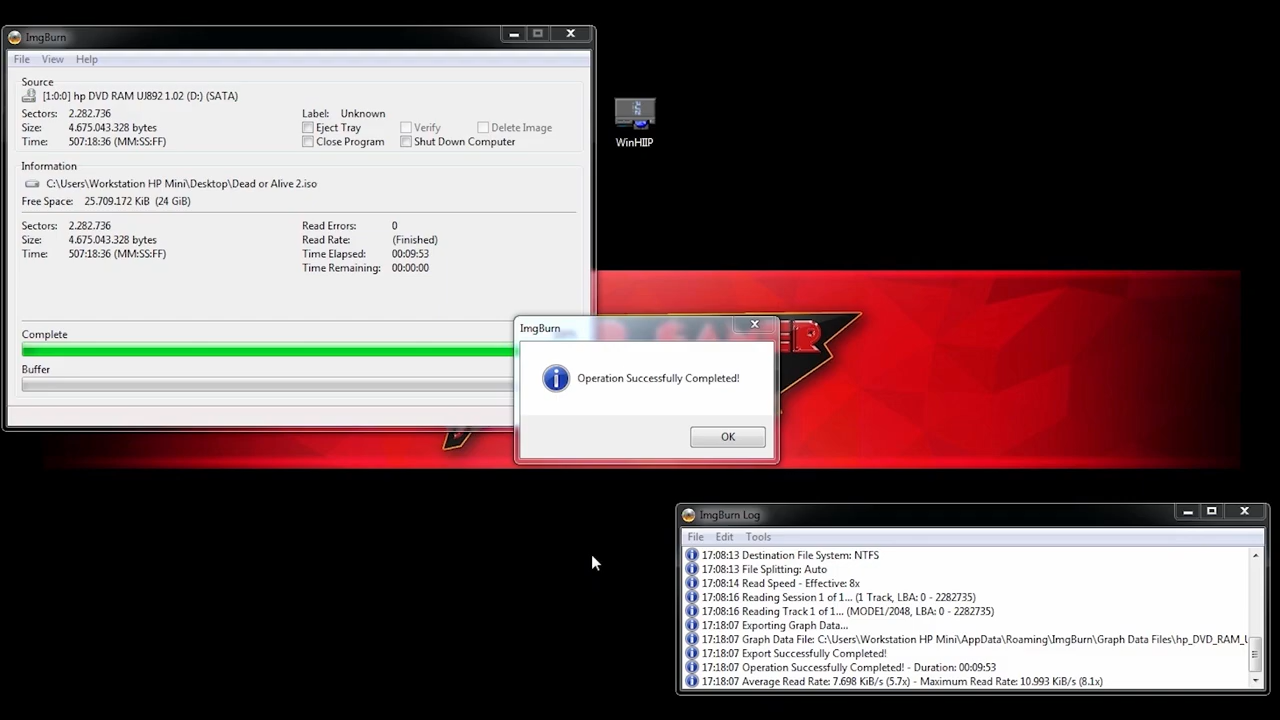 ImgBurn
File View Help
Source
[1:0:0] hp DVD RAM UJ892 1.02 (D:) (SATA)
Sectors: 2.282.736 Label: Unknown
Size: 4.675.043.328 bytes Eject Tray Verify Delete Image
Time: 507:18:36 (MM:SS:FF) Close Program Shut Down Computer
Information
C:\Users\Workstation HP Mini\Desktop\Dead or Alive 2.iso
Free Space: 25.709.172 KiB (24 GiB)
Sectors: 2.282.736 Read Errors: 0
Size: 4.675.043.328 bytes Read Rate: (Finished)
Time: 507:18:36 (MM:SS:FF) Time Elapsed: 00:09:53
Time Remaining: 00:00:00
Complete
Buffer
WinHIIP
ImgBurn
Operation Successfully Completed!
OK
ImgBurn Log
File Edit Tools
17:08:13 Destination File System: NTFS
17:08:13 File Splitting: Auto
17:08:14 Read Speed - Effective: 8x
17:08:16 Reading Session 1 of 1... (1 Track, LBA: 0 - 2282735)
17:08:16 Reading Track 1 of 1... (MODE1/2048, LBA: 0 - 2282735)
17:18:07 Exporting Graph Data...
17:18:07 Graph Data File: C:\Users\Workstation HP Mini\AppData\Roaming\ImgBurn\Graph Data Files\hp_DVD_RAM_U
17:18:07 Export Successfully Completed!
17:18:07 Operation Successfully Completed! - Duration: 00:09:53
17:18:07 Average Read Rate: 7.698 KiB/s (5.7x) - Maximum Read Rate: 10.993 KiB/s (8.1x)